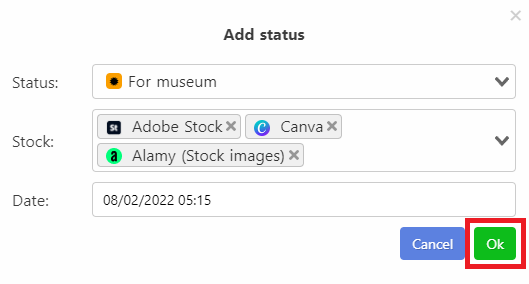 Add status
Status: For museum
Stock: St Adobe Stock × C Canva ×
a Alamy (Stock images) ×
Date: 08/02/2022 05:15
Cancel Ok